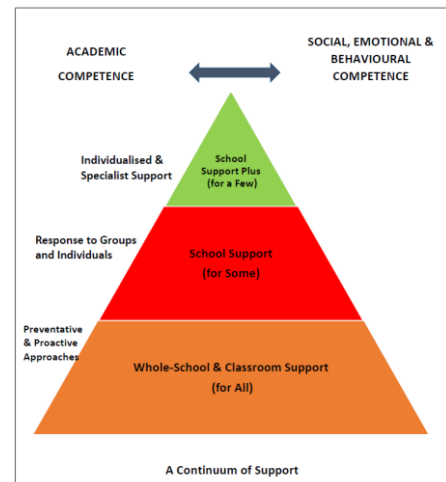 ACADEMIC
COMPETENCE
SOCIAL, EMOTIONAL &
BEHAVIOURAL
COMPETENCE
Individualised &
Specialist Support
School
Support Plus
(for a Few)
Response to Groups
and Individuals
School Support
(for Some)
Preventative
& Proactive
Approaches
Whole-School & Classroom Support
(for All)
A Continuum of Support